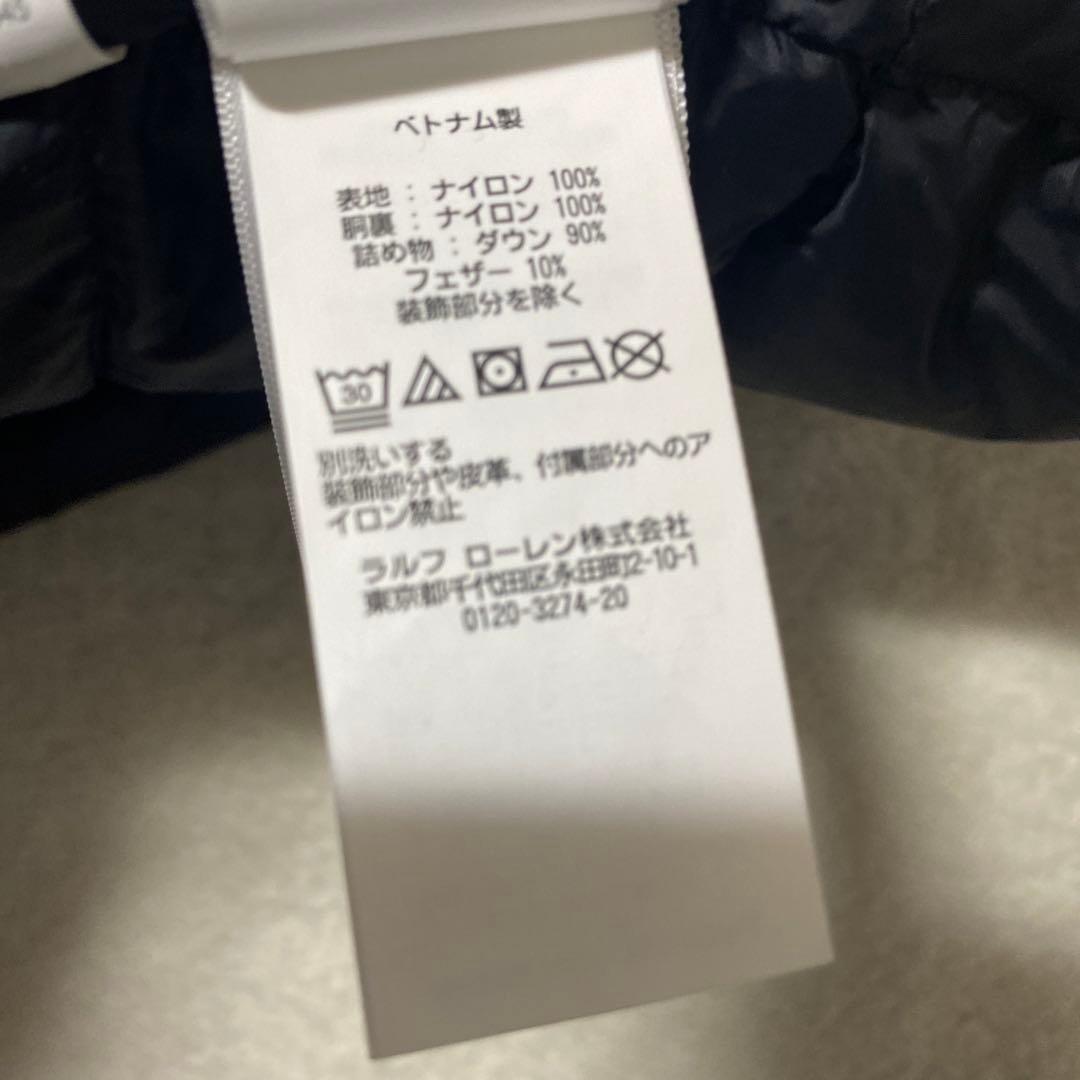 AS
ベトナム製
表地 : ナイロン 100%
胴裏 : ナイロン 100%
詰め物 : ダウン 90%
フェザー 10%
装飾部分を除く
30
別洗いする
装飾部分や皮革、付属部分へのア
イロン禁止
ラルフ ローレン株式会社
東京都千代田区永田町2-10-1
0120-3274-20